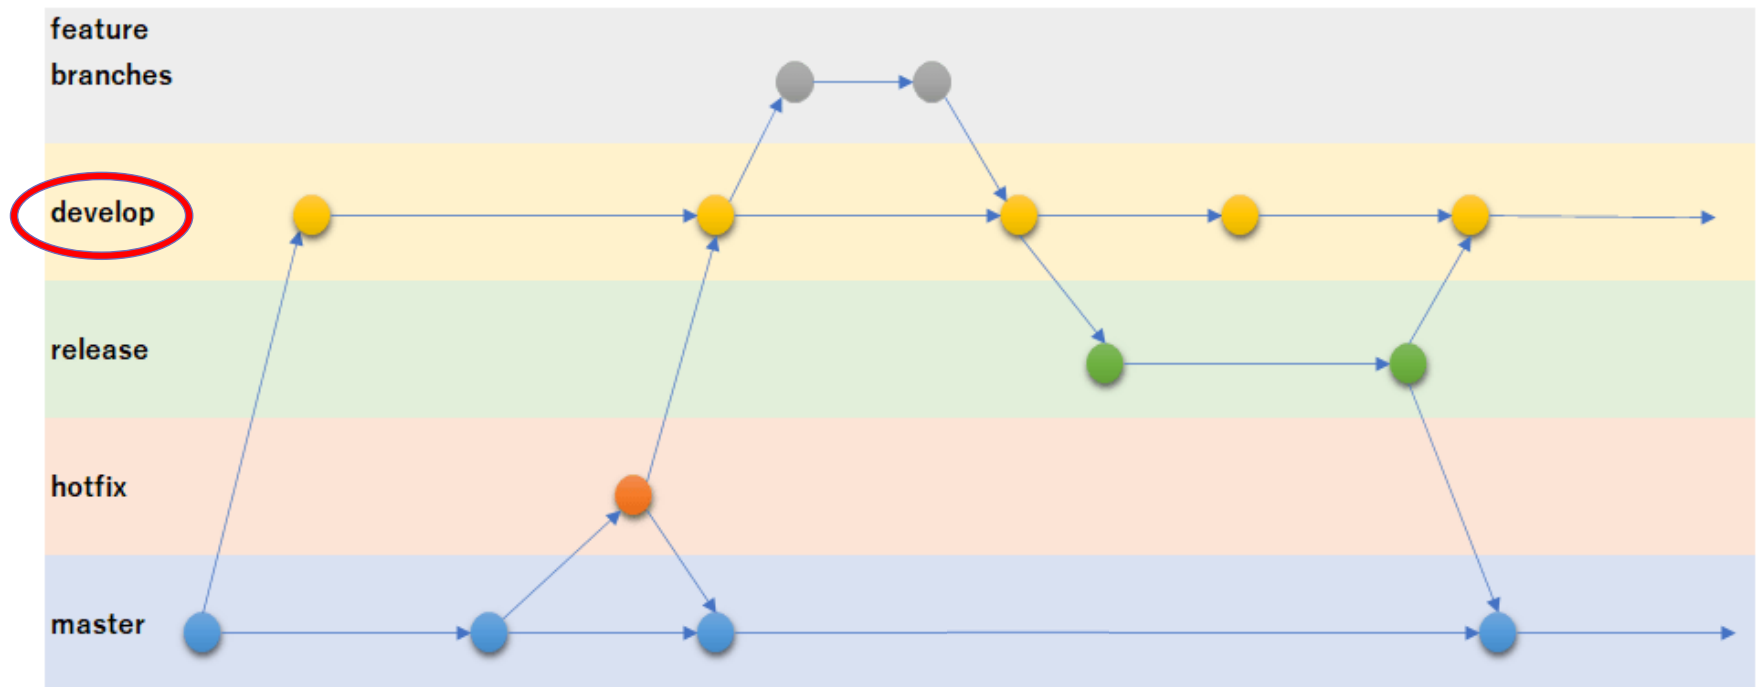 feature
branches
develop
release
hotfix
master